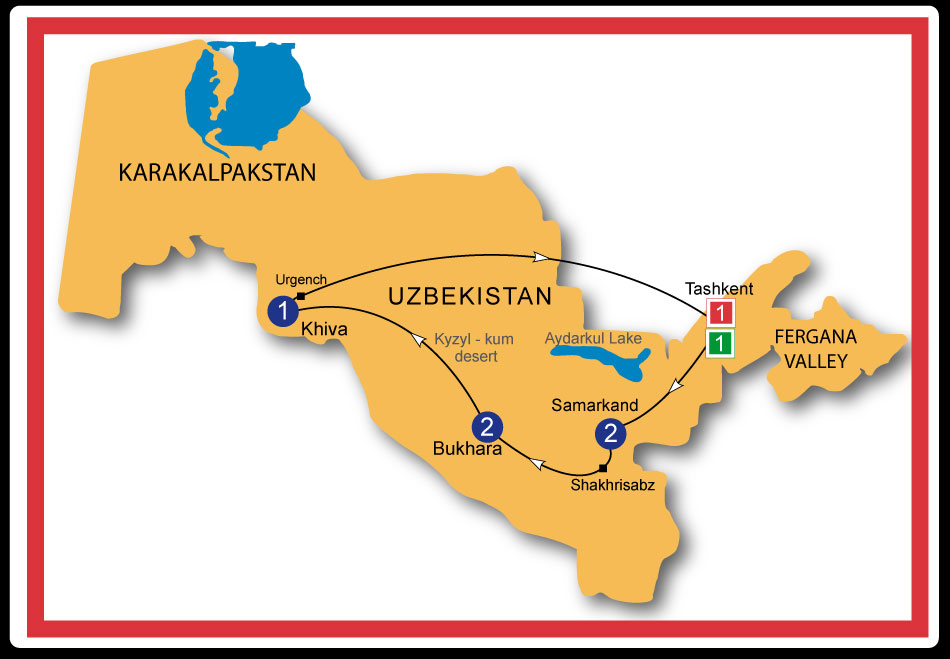 KARAKALPAKSTAN
Urgench
1
Khiva
UZBEKISTAN
Kyzyl - kum
desert
Aydarkul Lake
Tashkent
1
1
FERGANA
VALLEY
Samarkand
2
2
Bukhara
Shakhrisabz